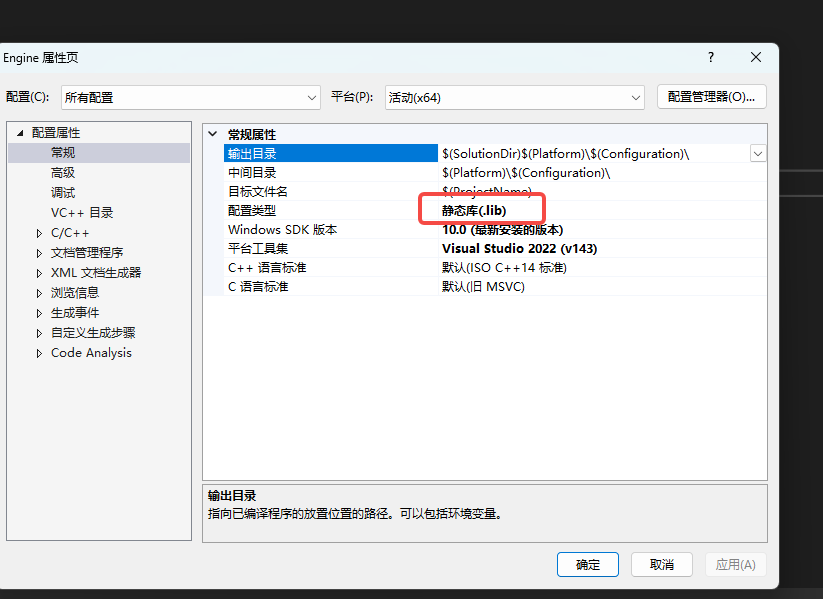 Engine 属性页
?
配置(C): 所有配置 平台(P): 活动(x64) 配置管理器(O)...
配置属性
常规
高级
调试
VC++ 目录
C/C++
文档管理程序
XML 文档生成器
浏览信息
生成事件
自定义生成步骤
Code Analysis
常规属性
输出目录 $(SolutionDir)$(Platform)\$(Configuration)\
中间目录 $(Platform)\$(Configuration)\
目标文件名 $(ProjectName)
配置类型 静态库(.lib)
Windows SDK 版本 10.0 (最新安装的版本)
平台工具集 Visual Studio 2022 (v143)
C++ 语言标准 默认(ISO C++14 标准)
C 语言标准 默认(旧 MSVC)
输出目录
指向已编译程序的放置位置的路径。可以包括环境变量。
确定 取消 应用(A)